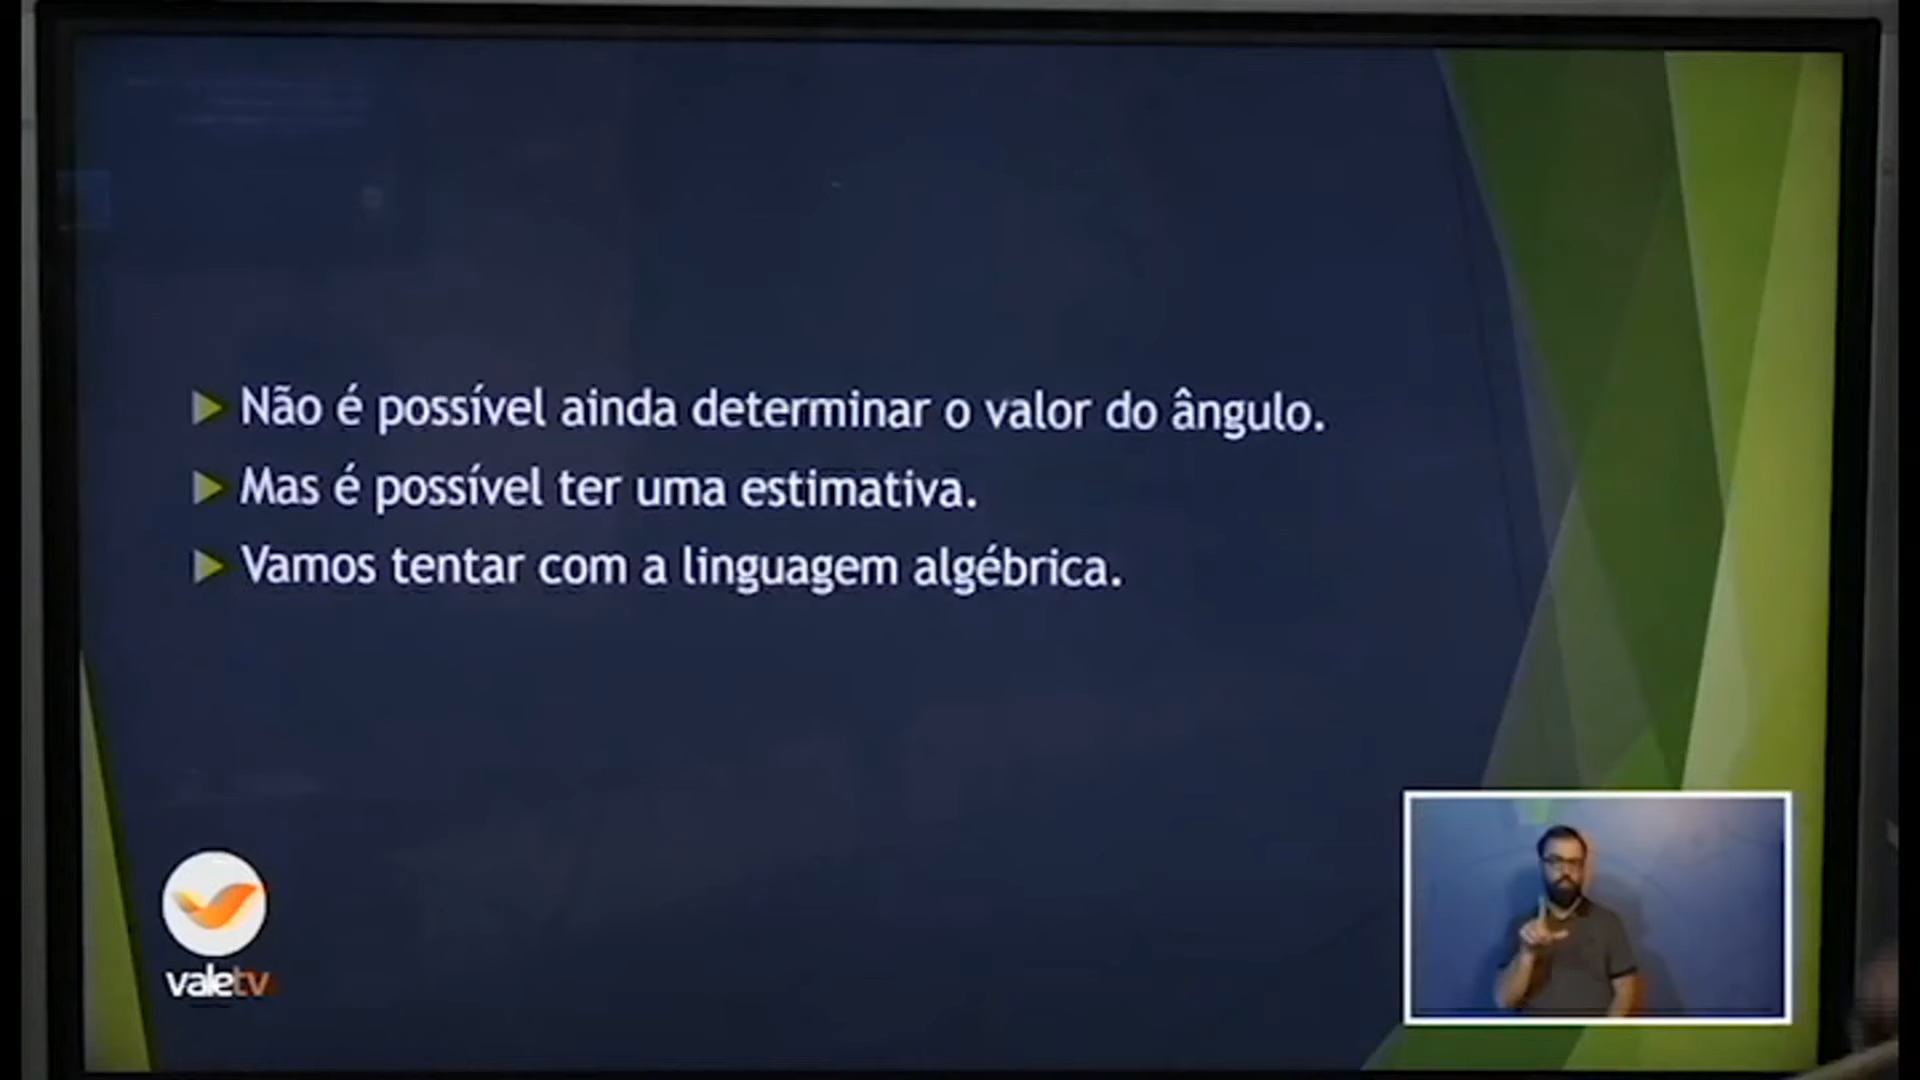 Não é possível ainda determinar o valor do ângulo.
Mas é possível ter uma estimativa.
Vamos tentar com a linguagem algébrica.
valetv